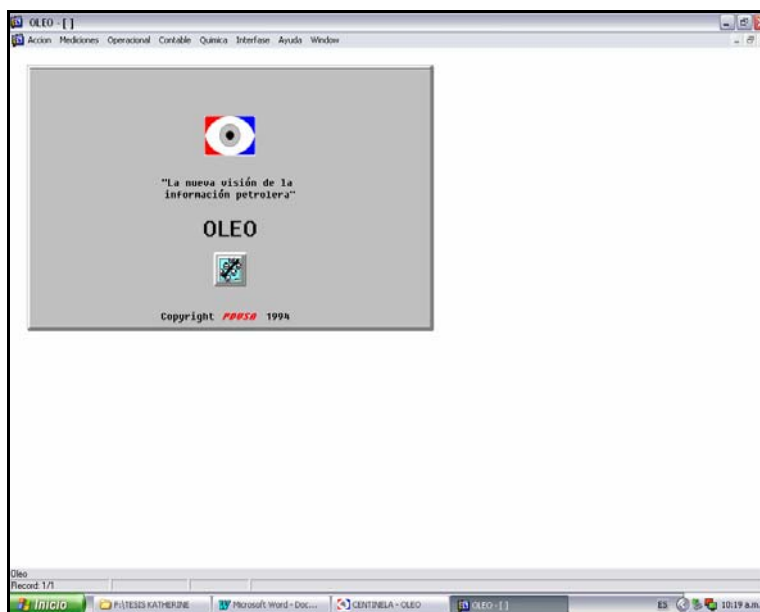 OLEO - [ ]
Accion Mediciones Operacional Contable Quimica Interfase Ayuda Window
"La nueva visión de la
información petrolera"
OLEO
Copyright PDVSA 1994
Oleo
Record: 1/1
Inicio F:\TESIS KATHERINE Microsoft Word - Doc... CENTINELA - OLEO OLEO - [ ] ES 10:19 a.m.